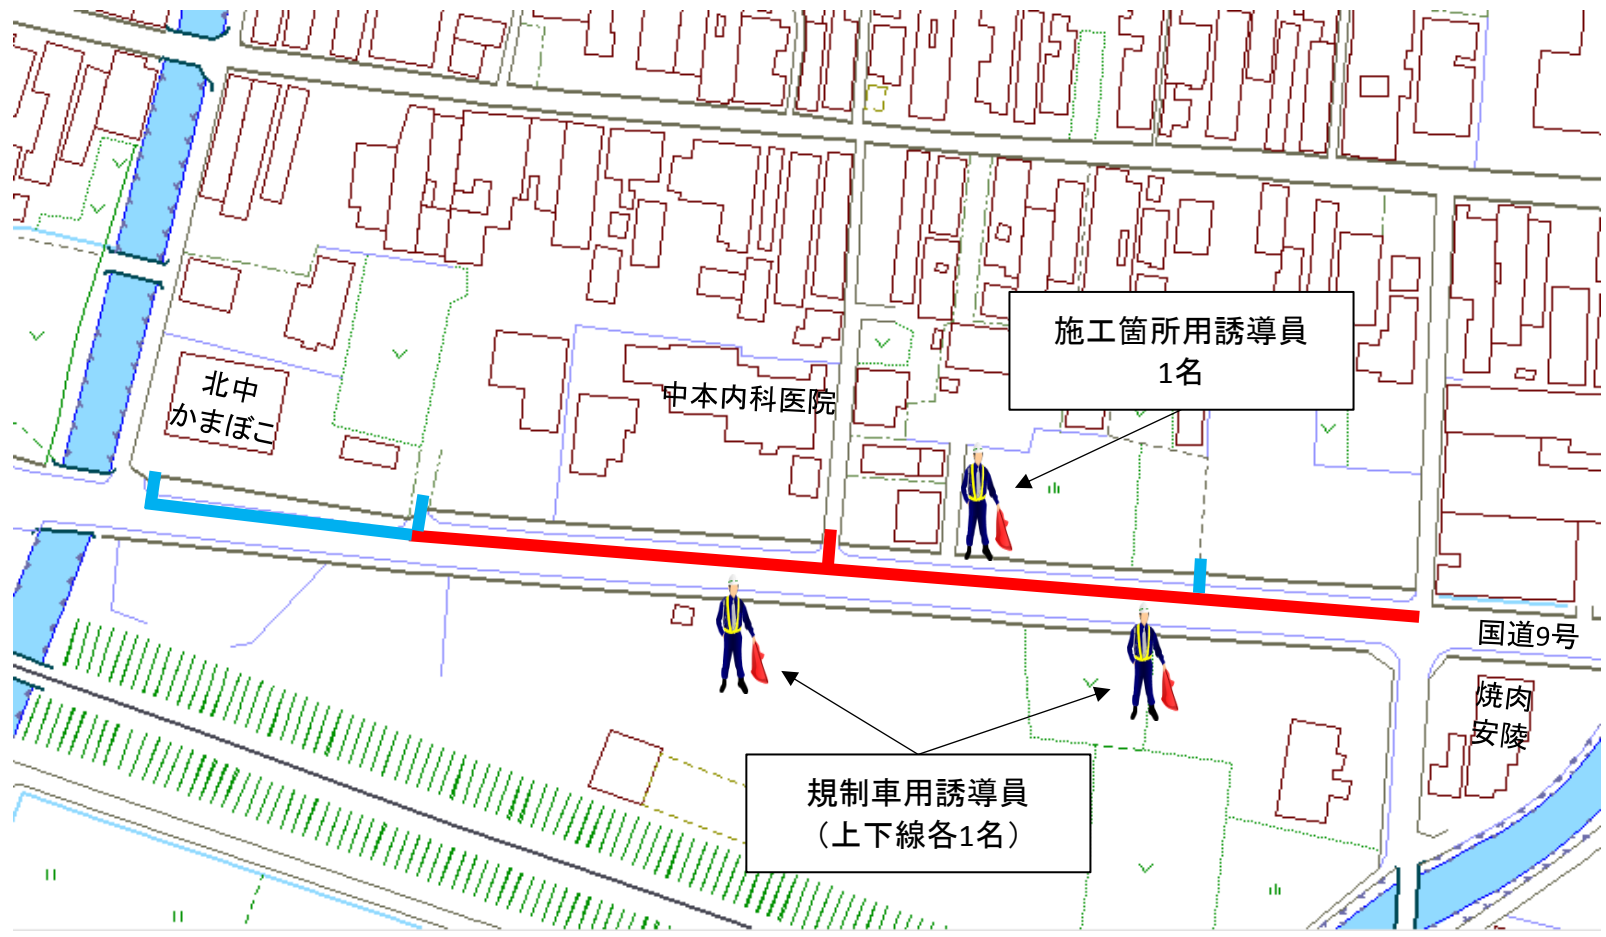 施工箇所用誘導員
1名
北中
かまぼこ
中本内科医院
国道9号
焼肉
安陵
規制車用誘導員
（上下線各1名）